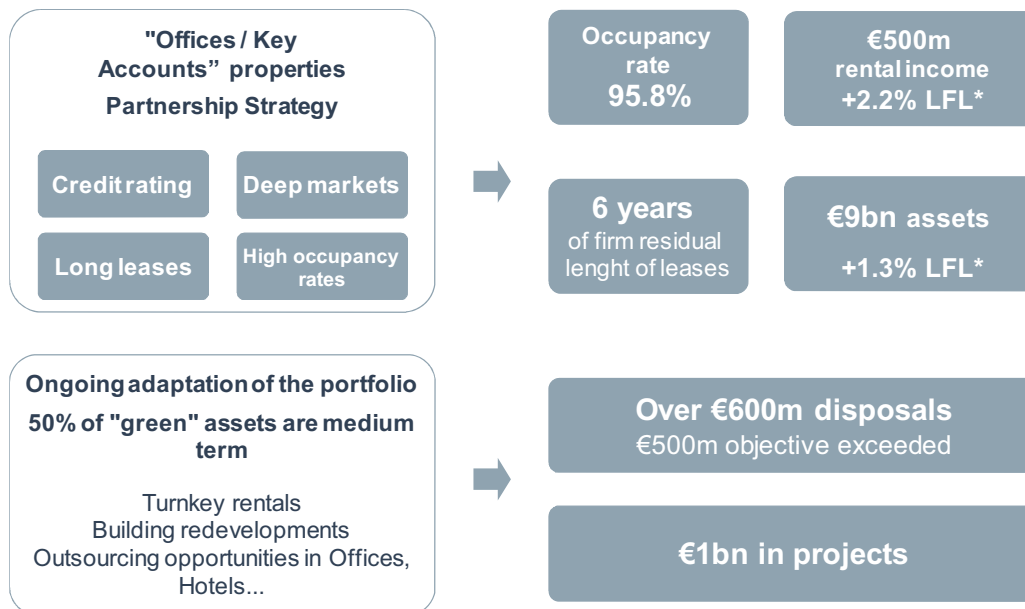 "Offices / Key
Accounts” properties
Partnership Strategy
Credit rating
Deep markets
Long leases
High occupancy
rates
Occupancy
rate
95.8%
€500m
rental income
+2.2% LFL*
6 years
of firm residual
lenght of leases
€9bn assets
+1.3% LFL*
Ongoing adaptation of the portfolio
50% of "green" assets are medium
term
Turnkey rentals
Building redevelopments
Outsourcing opportunities in Offices,
Hotels...
Over €600m disposals
€500m objective exceeded
€1bn in projects